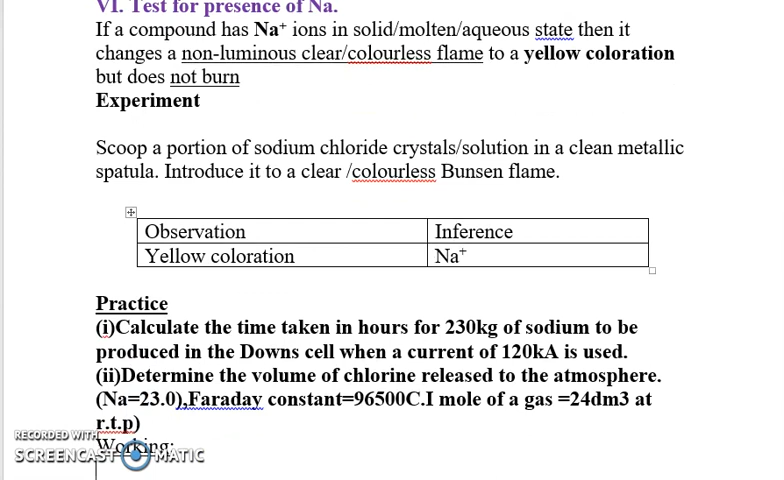 VI. Test for presence of Na.
If a compound has Na⁺ ions in solid/molten/aqueous state then it
changes a non-luminous clear/colourless flame to a yellow coloration
but does not burn
Experiment
Scoop a portion of sodium chloride crystals/solution in a clean metallic
spatula. Introduce it to a clear /colourless Bunsen flame.
Observation Inference
Yellow coloration Na⁺
Practice
(i)Calculate the time taken in hours for 230kg of sodium to be
produced in the Downs cell when a current of 120kA is used.
(ii)Determine the volume of chlorine released to the atmosphere.
(Na=23.0),Faraday constant=96500C.I mole of a gas =24dm3 at
r.t.p)
Working:
RECORDED WITH
SCREENCAST-O-MATIC